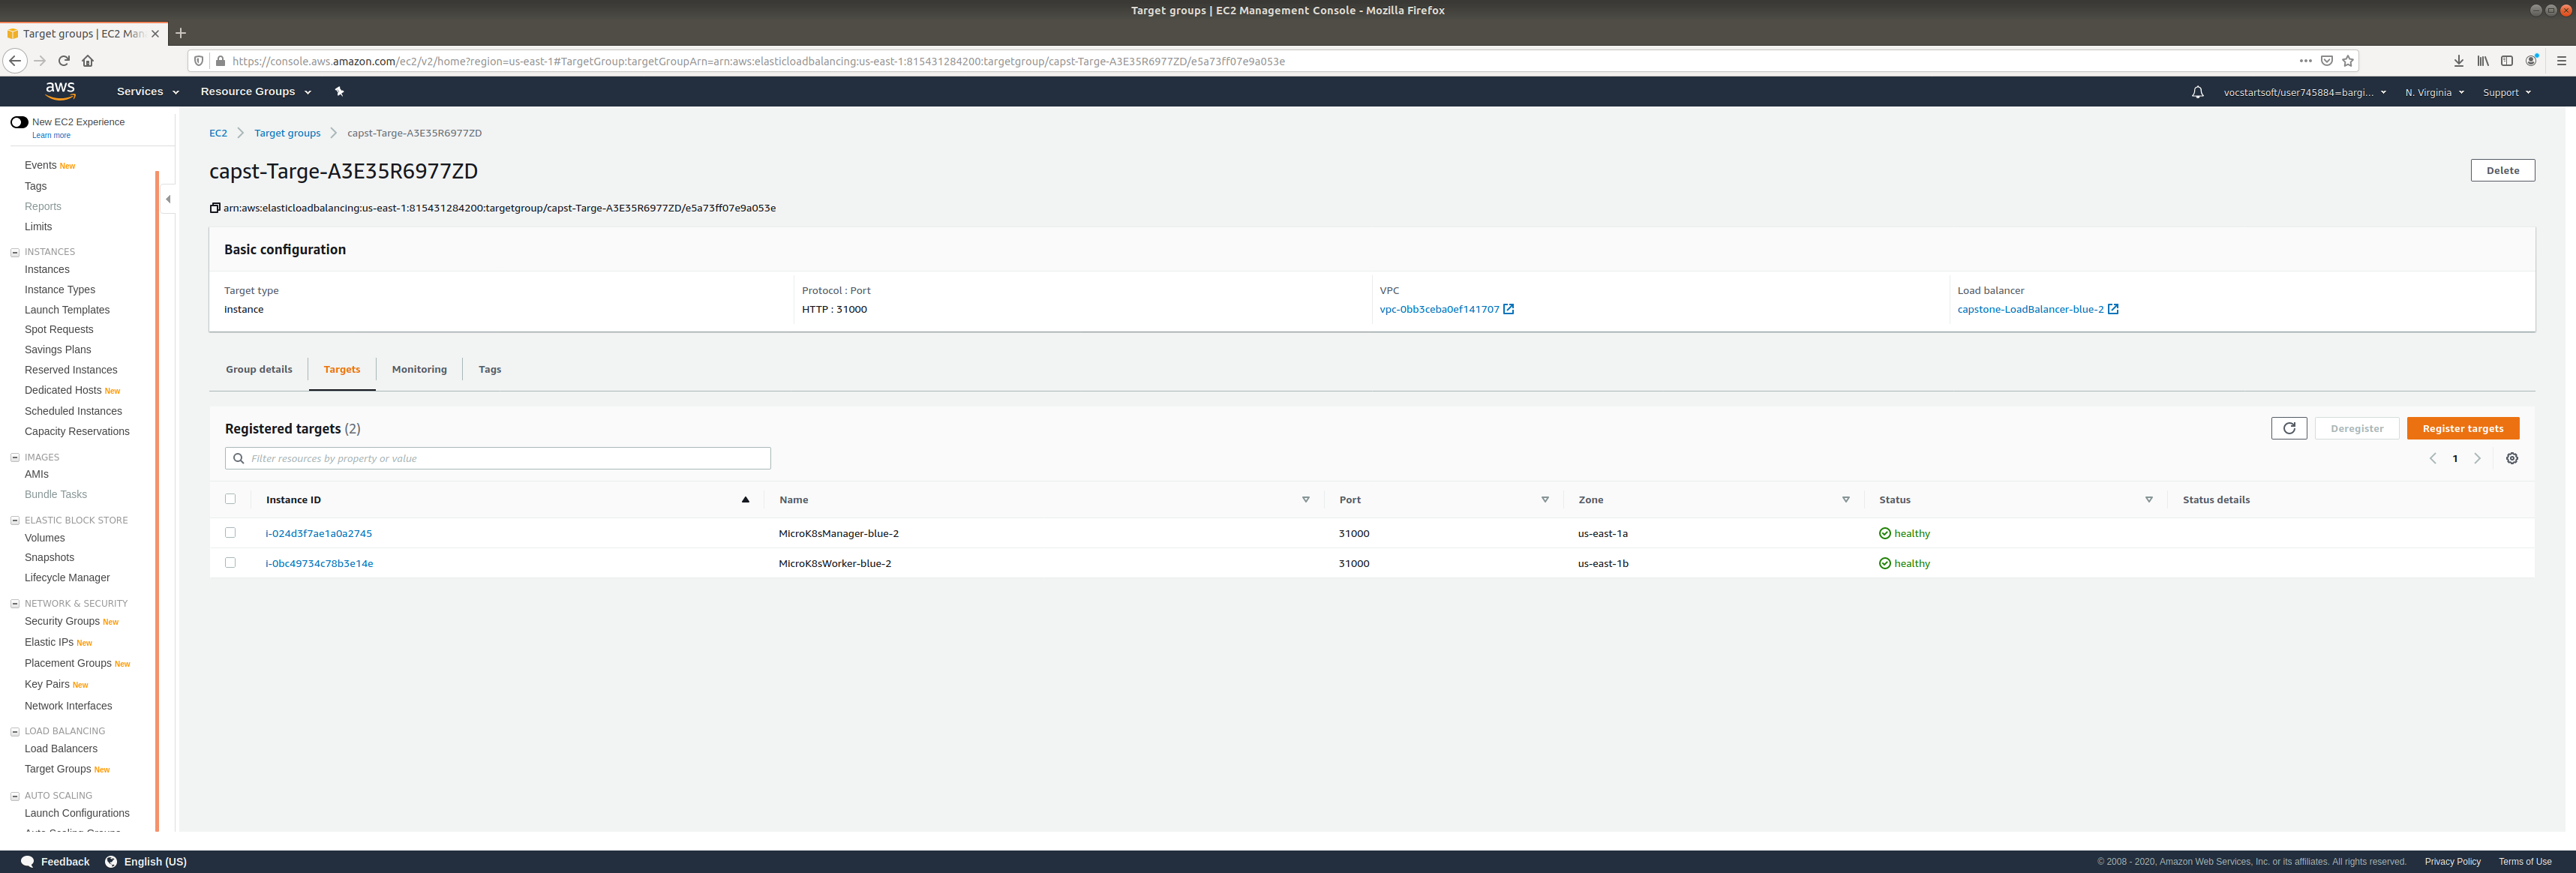 Target groups | EC2 Management Console - Mozilla Firefox
Target groups | EC2 Man
https://console.aws.amazon.com/ec2/v2/home?region=us-east-1#TargetGroup:targetGroupArn=arn:aws:elasticloadbalancing:us-east-1:815431284200:targetgroup/capst-Targe-A3E35R6977ZD/e5a73ff07e9a053e
aws Services Resource Groups vocstartsoft/user745884=bargi... N. Virginia Support
New EC2 Experience
Learn more
Events New
Tags
Reports
Limits
INSTANCES
Instances
Instance Types
Launch Templates
Spot Requests
Savings Plans
Reserved Instances
Dedicated Hosts New
Scheduled Instances
Capacity Reservations
IMAGES
AMIs
Bundle Tasks
ELASTIC BLOCK STORE
Volumes
Snapshots
Lifecycle Manager
NETWORK & SECURITY
Security Groups New
Elastic IPs New
Placement Groups New
Key Pairs New
Network Interfaces
LOAD BALANCING
Load Balancers
Target Groups New
AUTO SCALING
Launch Configurations
EC2 Target groups capst-Targe-A3E35R6977ZD
capst-Targe-A3E35R6977ZD
Delete
arn:aws:elasticloadbalancing:us-east-1:815431284200:targetgroup/capst-Targe-A3E35R6977ZD/e5a73ff07e9a053e
Basic configuration
Target type Protocol : Port VPC Load balancer
instance HTTP : 31000 vpc-0bb3ceba0ef141707 capstone-LoadBalancer-blue-2
Group details Targets Monitoring Tags
Registered targets (2)
Deregister Register targets
Filter resources by property or value
1
Instance ID Name Port Zone Status Status details
i-024d3f7ae1a0a2745 MicroK8sManager-blue-2 31000 us-east-1a healthy
i-0bc49734c78b3e14e MicroK8sWorker-blue-2 31000 us-east-1b healthy
Feedback English (US) © 2008 - 2020, Amazon Web Services, Inc. or its affiliates. All rights reserved. Privacy Policy Terms of Use